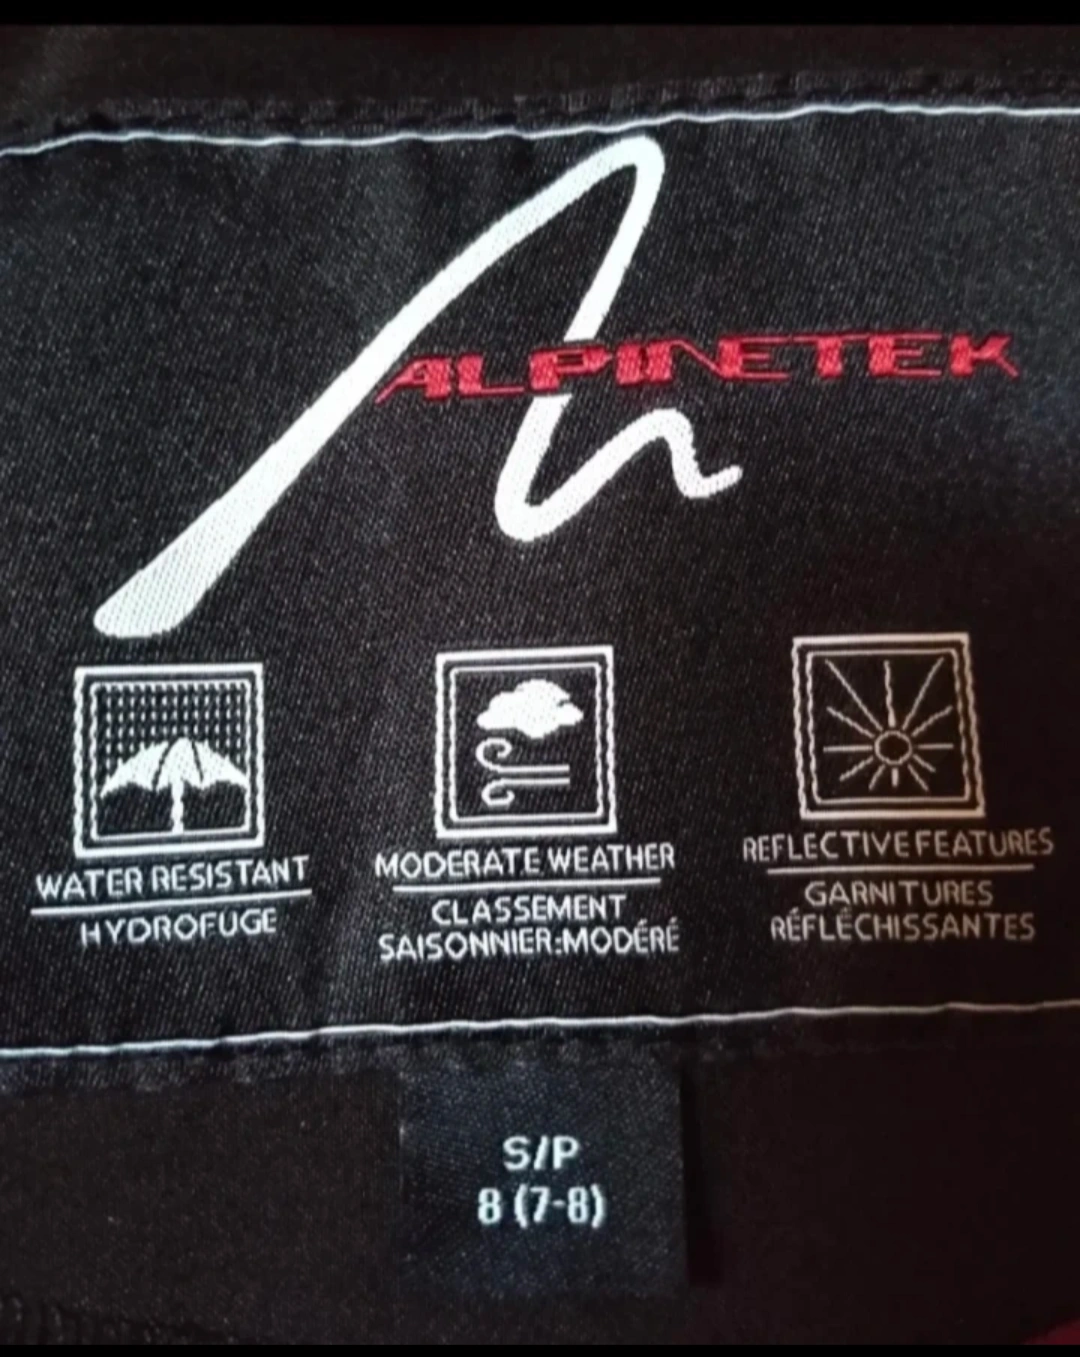 ALPINETEK
WATER RESISTANT
HYDROFUGE
MODERATE WEATHER
CLASSEMENT
SAISONNIER:MODÉRÉ
REFLECTIVE FEATURES
GARNITURES
RÉFLÉCHISSANTES
S/P
8 (7-8)